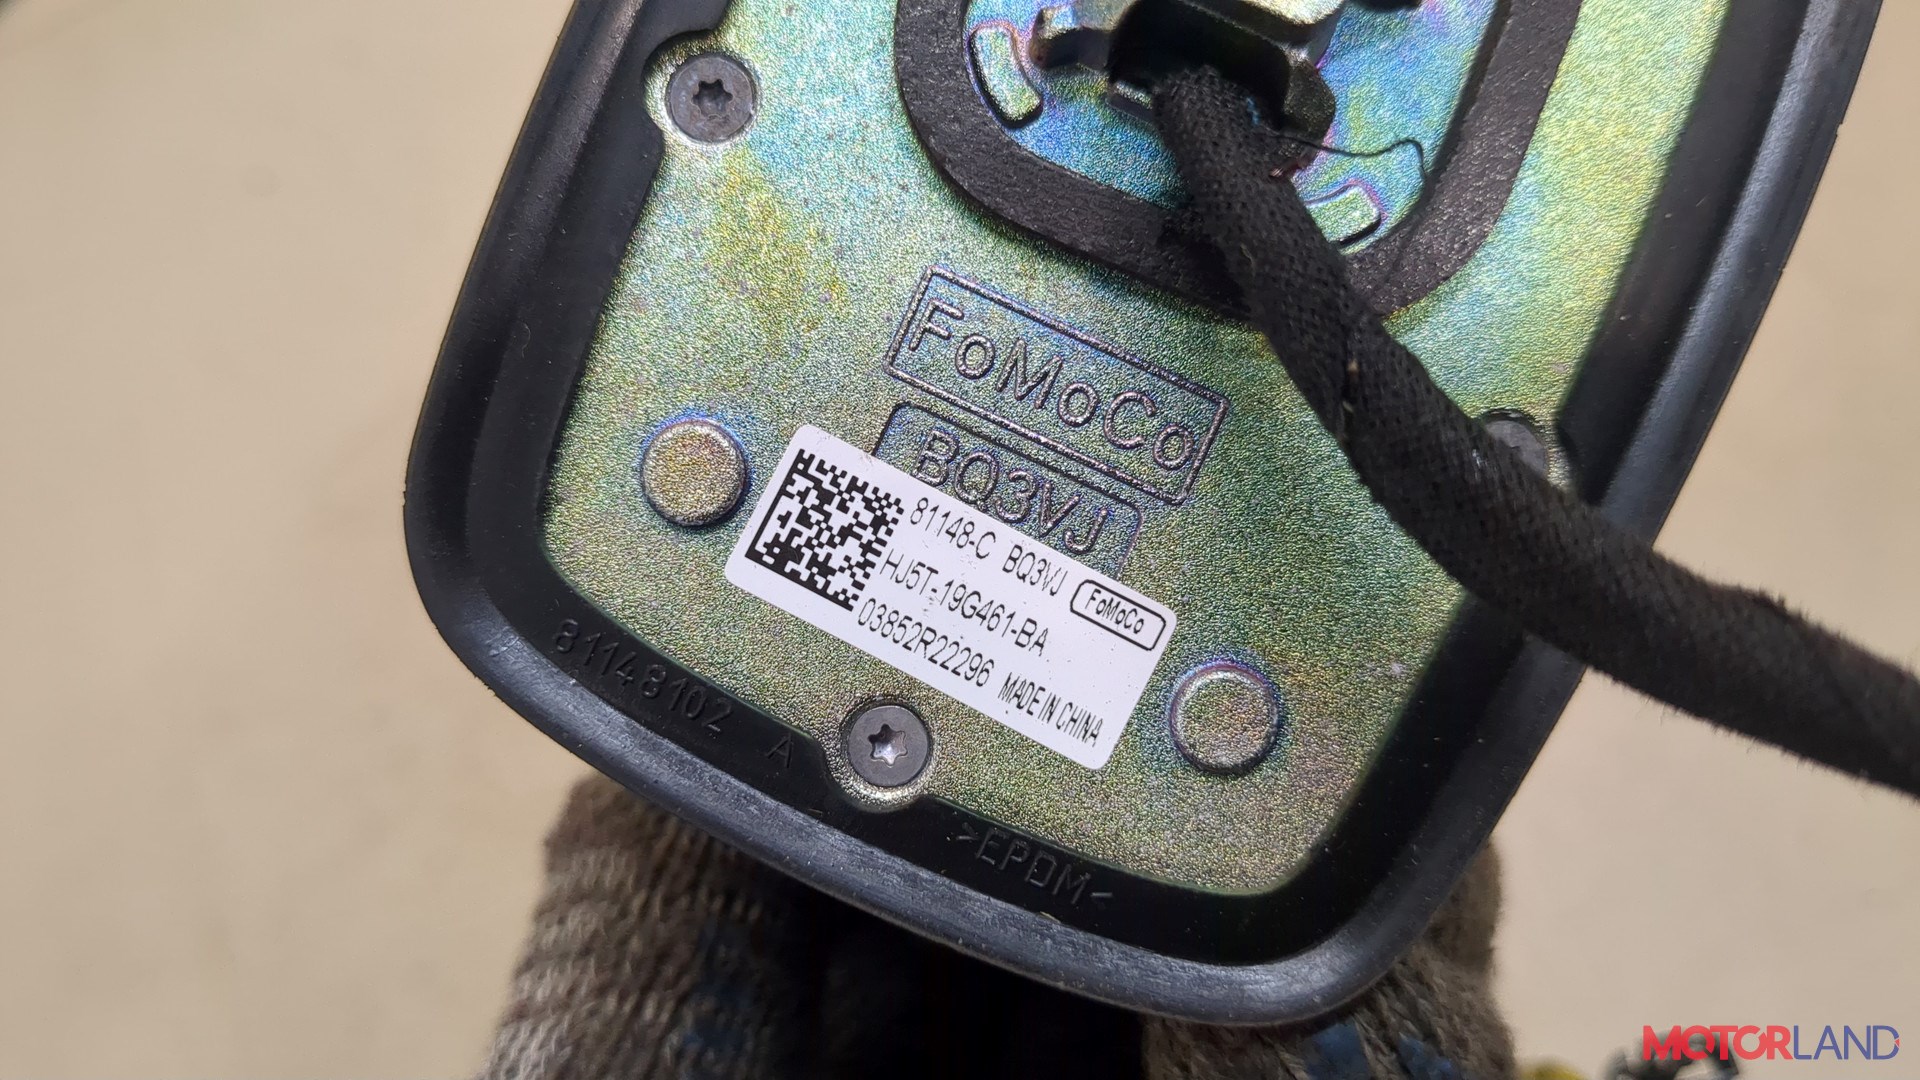 FoMoCo
BQ3VJ
81148-C BQ3VJ FoMoCo
HJ5T-19G461-BA
03852R22296 MADE IN CHINA
81148102 A
>EPDM<
MOTORLAND